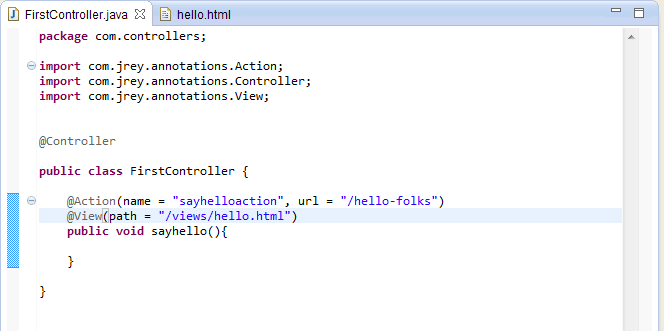 FirstController.java hello.html
package com.controllers;
import com.jrey.annotations.Action;
import com.jrey.annotations.Controller;
import com.jrey.annotations.View;
@Controller
public class FirstController {
@Action(name = "sayhelloaction", url = "/hello-folks")
@View(path = "/views/hello.html")
public void sayhello(){
}
}